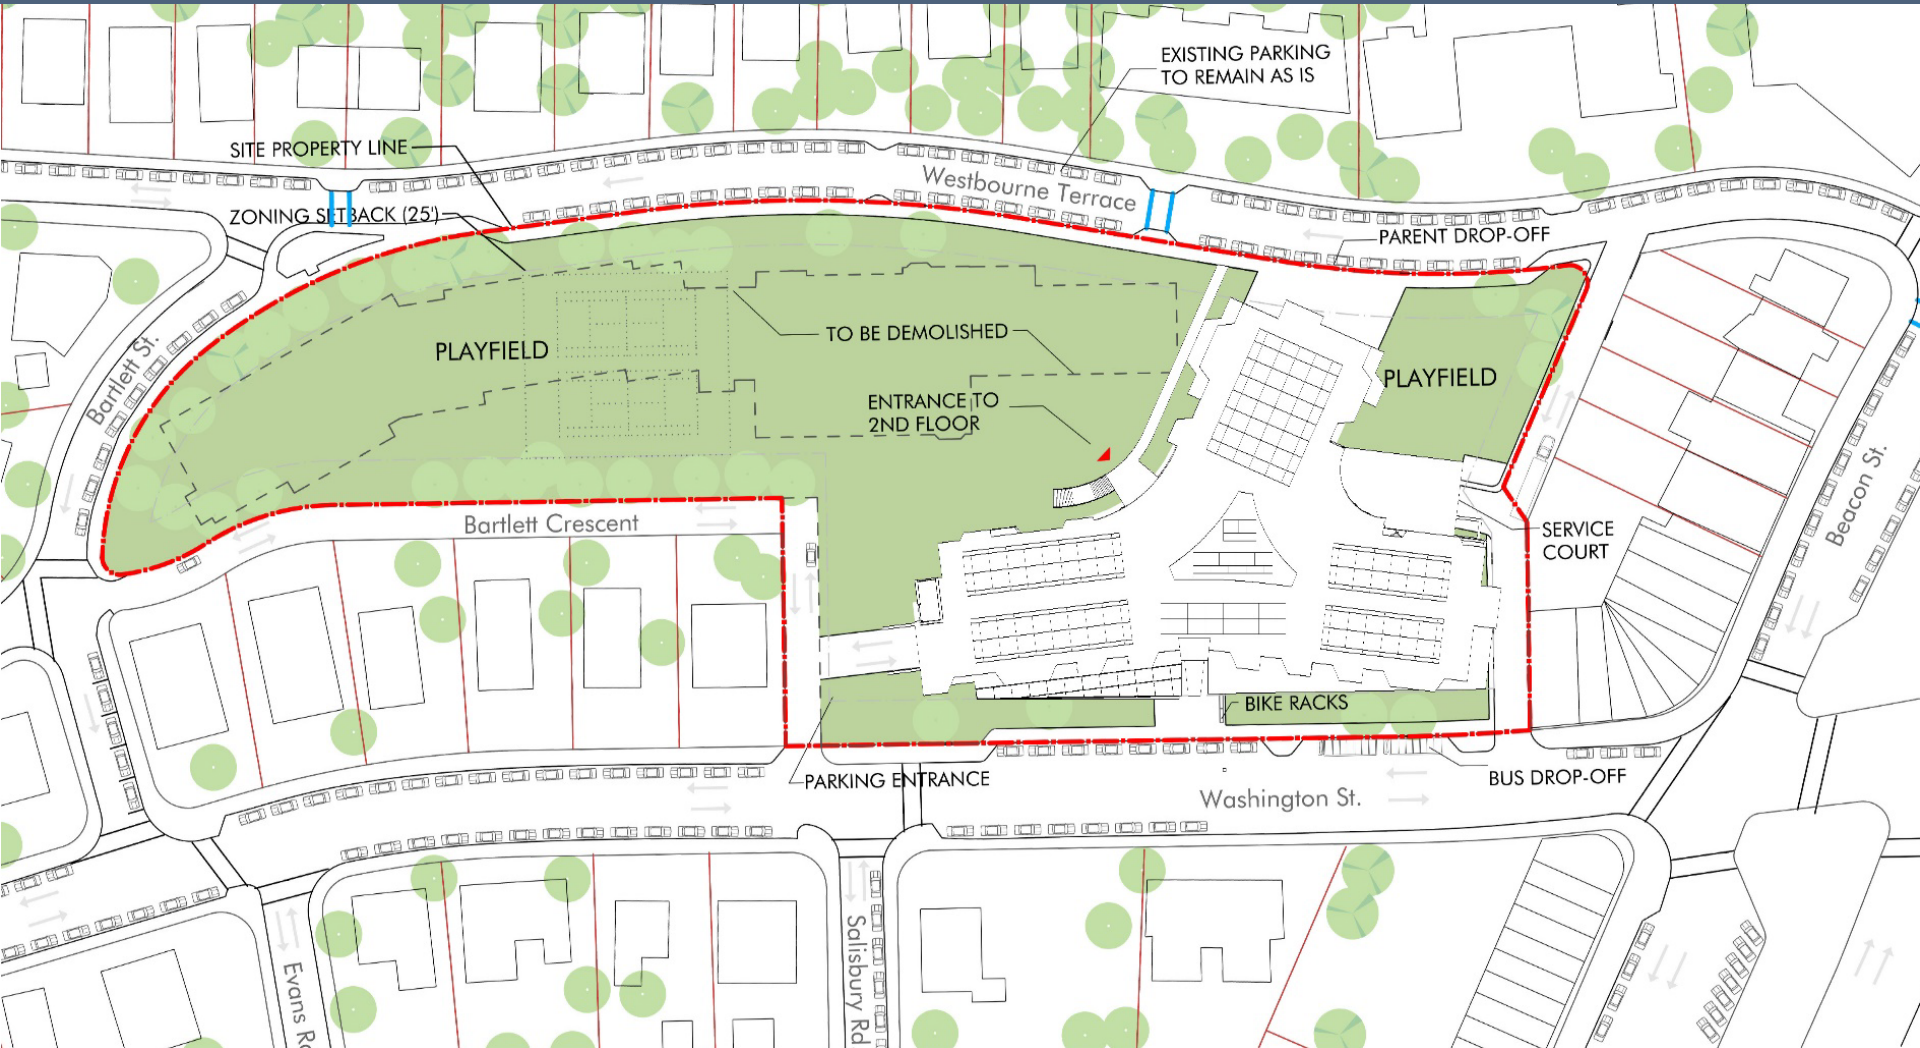 EXISTING PARKING
TO REMAIN AS IS
SITE PROPERTY LINE
Westbourne Terrace
ZONING SETBACK (25')
PARENT DROP-OFF
TO BE DEMOLISHED
PLAYFIELD
PLAYFIELD
Bartlett St.
ENTRANCE TO
2ND FLOOR
Beacon St.
Bartlett Crescent
SERVICE
COURT
BIKE RACKS
PARKING ENTRANCE
BUS DROP-OFF
Washington St.
Salisbury Rd
Evans